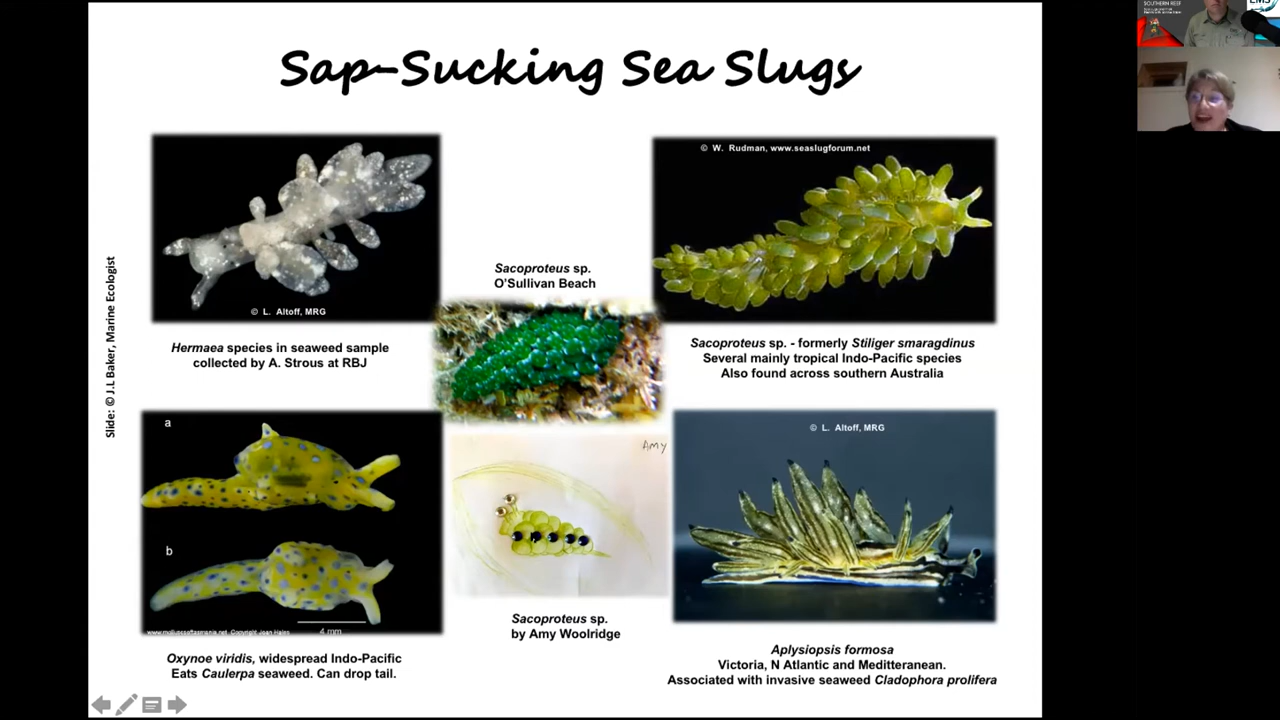 Sap-Sucking Sea Slugs
© W. Rudman, www.seaslugforum.net
© L. Altoff, MRG
Hermaea species in seaweed sample
collected by A. Strous at RBJ
Sacoproteus sp.
O'Sullivan Beach
Sacoproteus sp. - formerly Stiliger smaragdinus
Several mainly tropical Indo-Pacific species
Also found across southern Australia
Slide: © J.L Baker, Marine Ecologist
a
b
4 mm
www.molluscsoftasmania.net Copyright Joan Hales
Oxynoe viridis, widespread Indo-Pacific
Eats Caulerpa seaweed. Can drop tail.
AMY
Sacoproteus sp.
by Amy Woolridge
© L. Altoff, MRG
Aplysiopsis formosa
Victoria, N Atlantic and Meditteranean.
Associated with invasive seaweed Cladophora prolifera
SOUTHERN REEF
EMS